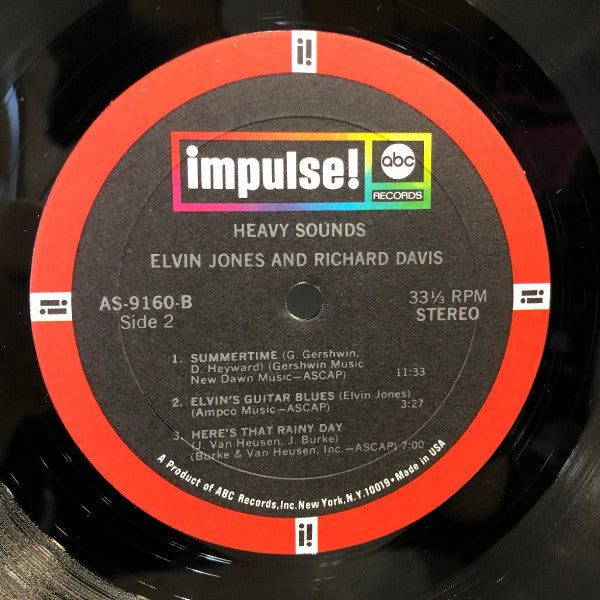 i!
impulse!
abc
RECORDS
HEAVY SOUNDS
ELVIN JONES AND RICHARD DAVIS
AS-9160-B
Side 2
33⅓ RPM
STEREO
i!
i!
1. SUMMERTIME (G. Gershwin,
D. Heyward) (Gershwin Music
New Dawn Music—ASCAP) 11:33
2. ELVIN'S GUITAR BLUES (Elvin Jones)
(Ampco Music—ASCAP) 3:27
3. HERE'S THAT RAINY DAY
(J. Van Heusen, J. Burke)
(Burke & Van Heusen, Inc.—ASCAP) 7:00
A Product of ABC Records, Inc. New York, N.Y. 10019 • Made in USA
i!